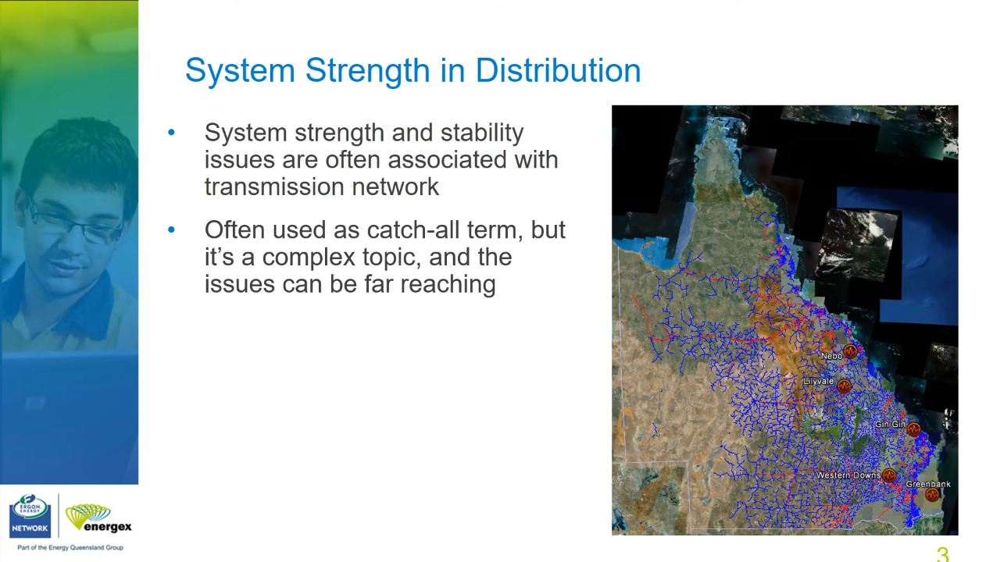 System Strength in Distribution
• System strength and stability
issues are often associated with
transmission network
• Often used as catch-all term, but
it's a complex topic, and the
issues can be far reaching
Nebo
Lilyvale
Gin Gin
Western Downs
Greenbank
ERGON
ENERGY
NETWORK
energex
Part of the Energy Queensland Group
3